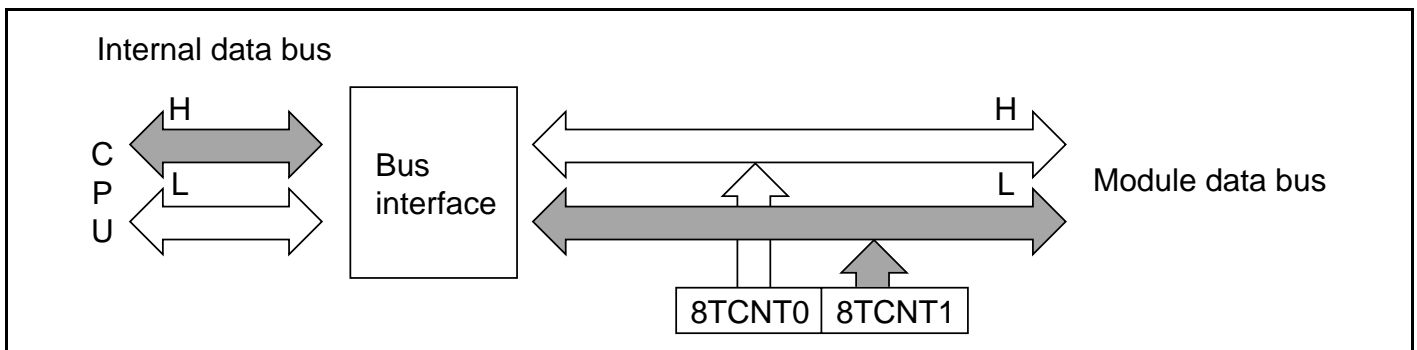 Internal data bus
H
H
C
P
U
L
Bus
interface
L
Module data bus
8TCNT0
8TCNT1